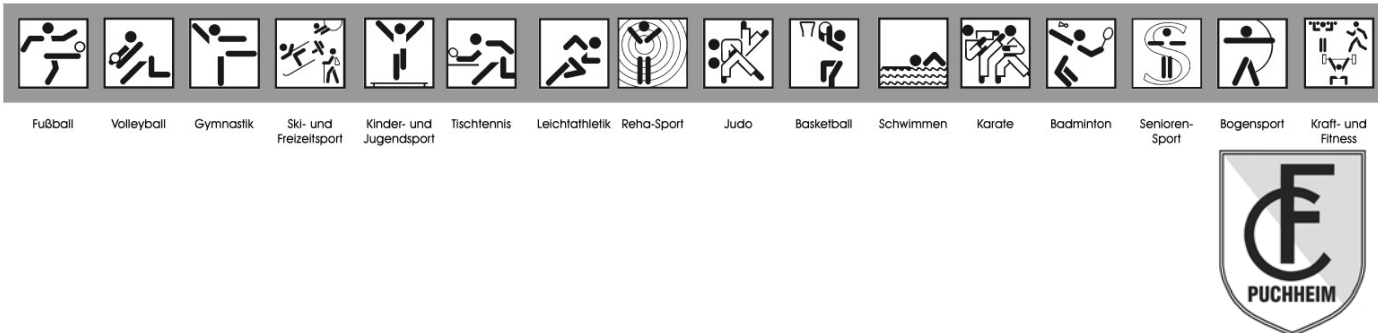 Fußball
Volleyball
Gymnastik
Ski- und
Freizeitsport
Kinder- und
Jugendsport
Tischtennis
Leichtathletik
Reha-Sport
Judo
Basketball
Schwimmen
Karate
Badminton
Senioren-
Sport
Bogensport
Kraft- und
Fitness
FC
PUCHHEIM